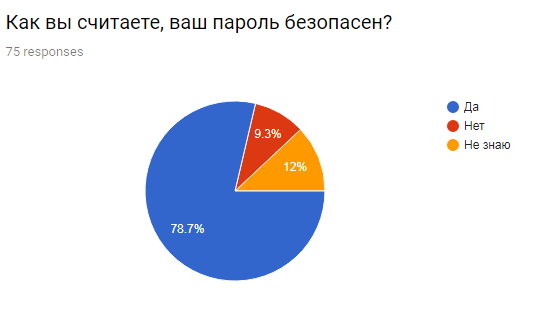 Как вы считаете, ваш пароль безопасен?
75 responses
Да
Нет
Не знаю
9.3%
12%
78.7%